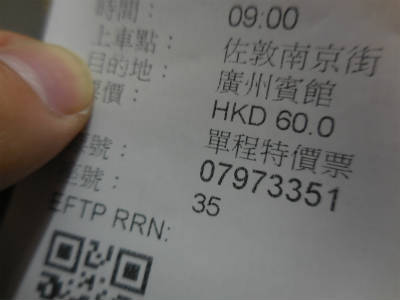 時間： 09:00
上車點： 佐敦南京街
目的地： 廣州賓館
價： HKD 60.0
單程特價票
號： 07973351
號： 35
EFTP RRN: